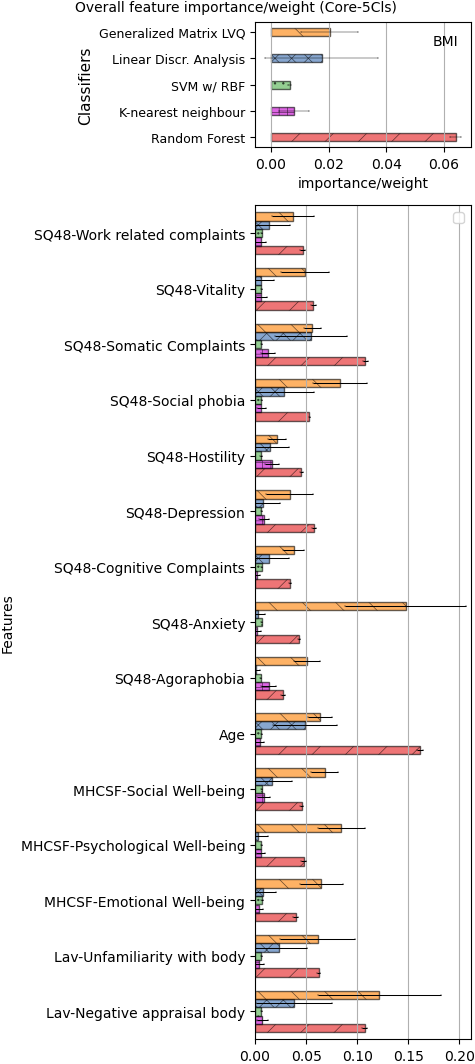 Overall feature importance/weight (Core-5Cls)
Classifiers
Generalized Matrix LVQ
BMI
Linear Discr. Analysis
SVM w/ RBF
K-nearest neighbour
Random Forest
0.00 0.02 0.04 0.06
importance/weight
Features
SQ48-Work related complaints
SQ48-Vitality
SQ48-Somatic Complaints
SQ48-Social phobia
SQ48-Hostility
SQ48-Depression
SQ48-Cognitive Complaints
SQ48-Anxiety
SQ48-Agoraphobia
Age
MHCSF-Social Well-being
MHCSF-Psychological Well-being
MHCSF-Emotional Well-being
Lav-Unfamiliarity with body
Lav-Negative appraisal body
0.00 0.05 0.10 0.15 0.20